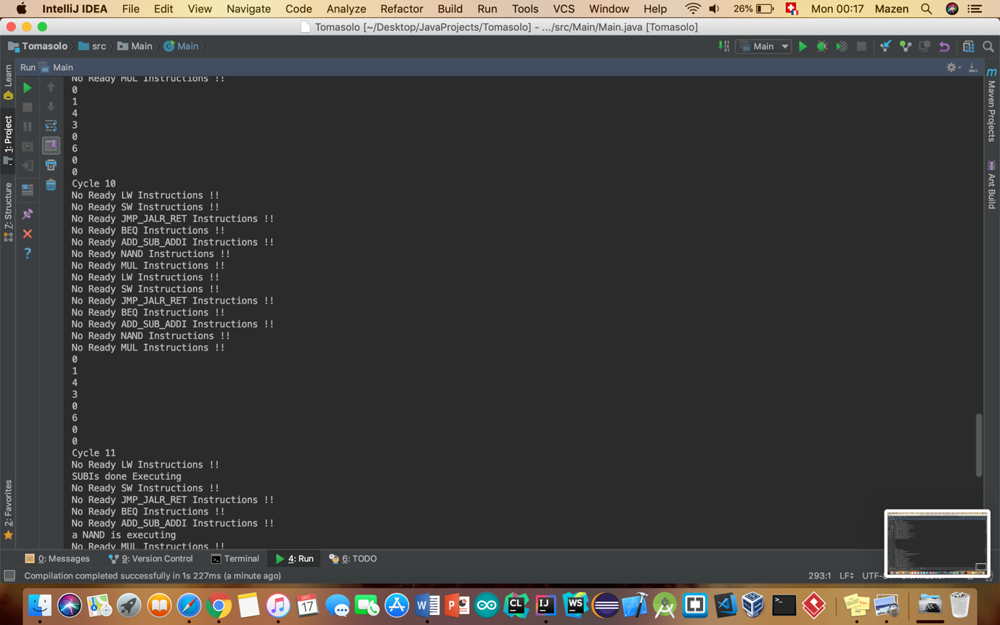 IntelliJ IDEA File Edit View Navigate Code Analyze Refactor Build Run Tools VCS Window Help 26% Mon 00:17 Mazen
Tomasolo [~/Desktop/JavaProjects/Tomasolo] - .../src/Main/Main.java [Tomasolo]
Tomasolo src Main Main Main
Run Main
Learn
1: Project
Z: Structure
2: Favorites
Maven Projects
Ant Build
No Ready MUL Instructions !!
0
1
4
3
0
6
0
0
Cycle 10
No Ready LW Instructions !!
No Ready SW Instructions !!
No Ready JMP_JALR_RET Instructions !!
No Ready BEQ Instructions !!
No Ready ADD_SUB_ADDI Instructions !!
No Ready NAND Instructions !!
No Ready MUL Instructions !!
No Ready LW Instructions !!
No Ready SW Instructions !!
No Ready JMP_JALR_RET Instructions !!
No Ready BEQ Instructions !!
No Ready ADD_SUB_ADDI Instructions !!
No Ready NAND Instructions !!
No Ready MUL Instructions !!
0
1
4
3
0
6
0
0
Cycle 11
No Ready LW Instructions !!
SUBIs done Executing
No Ready SW Instructions !!
No Ready JMP_JALR_RET Instructions !!
No Ready BEQ Instructions !!
No Ready ADD_SUB_ADDI Instructions !!
a NAND is executing
No Ready MUL Instructions !!
0: Messages 9: Version Control Terminal 4: Run 6: TODO
Compilation completed successfully in 1s 227ms (a minute ago) 293:1 LF
DEC
17
CL IJ WS